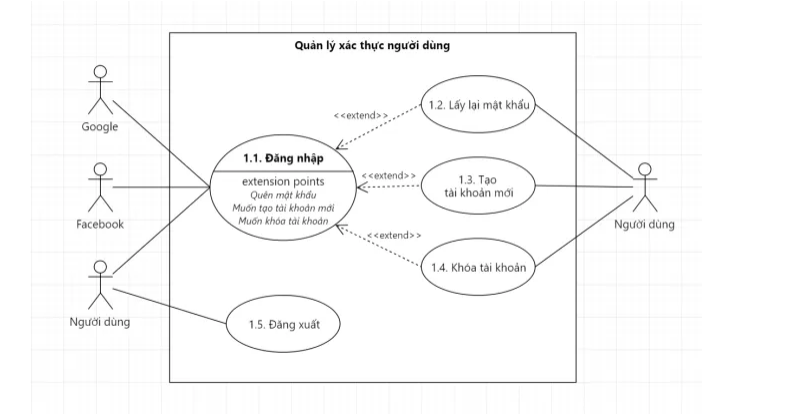 Quản lý xác thực người dùng
Google
Facebook
Người dùng
1.1. Đăng nhập
extension points
Quên mật khẩu
Muốn tạo tài khoản mới
Muốn khóa tài khoản
<<extend>>
<<extend>>
<<extend>>
1.2. Lấy lại mật khẩu
1.3. Tạo
tài khoản mới
1.4. Khóa tài khoản
1.5. Đăng xuất
Người dùng